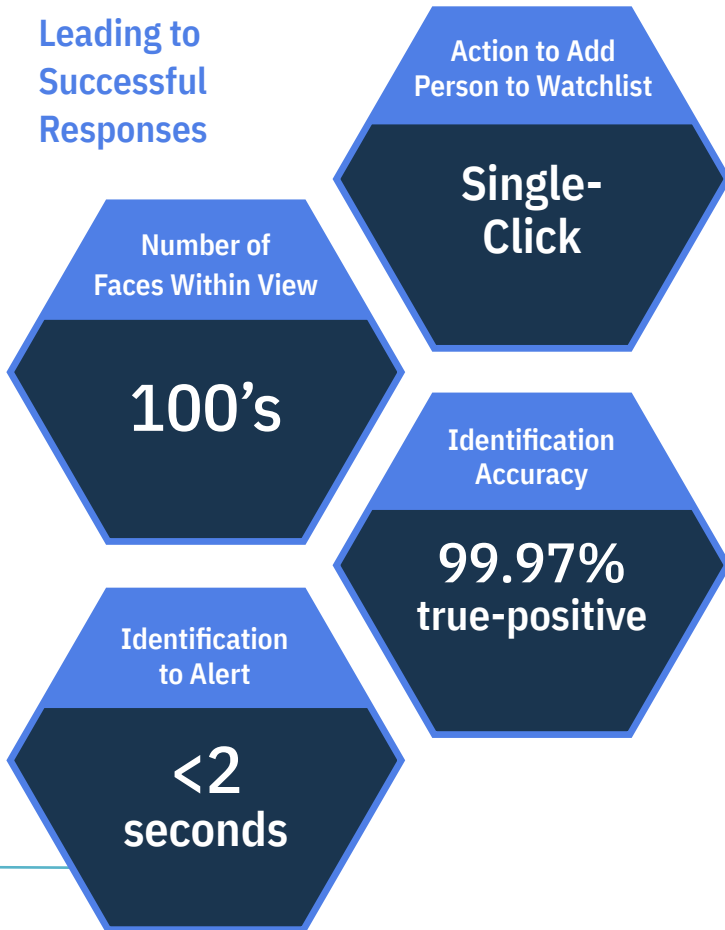 Leading to
Successful
Responses
Action to Add
Person to Watchlist
Single-
Click
Number of
Faces Within View
100’s
Identification
Accuracy
99.97%
true-positive
Identification
to Alert
<2
seconds